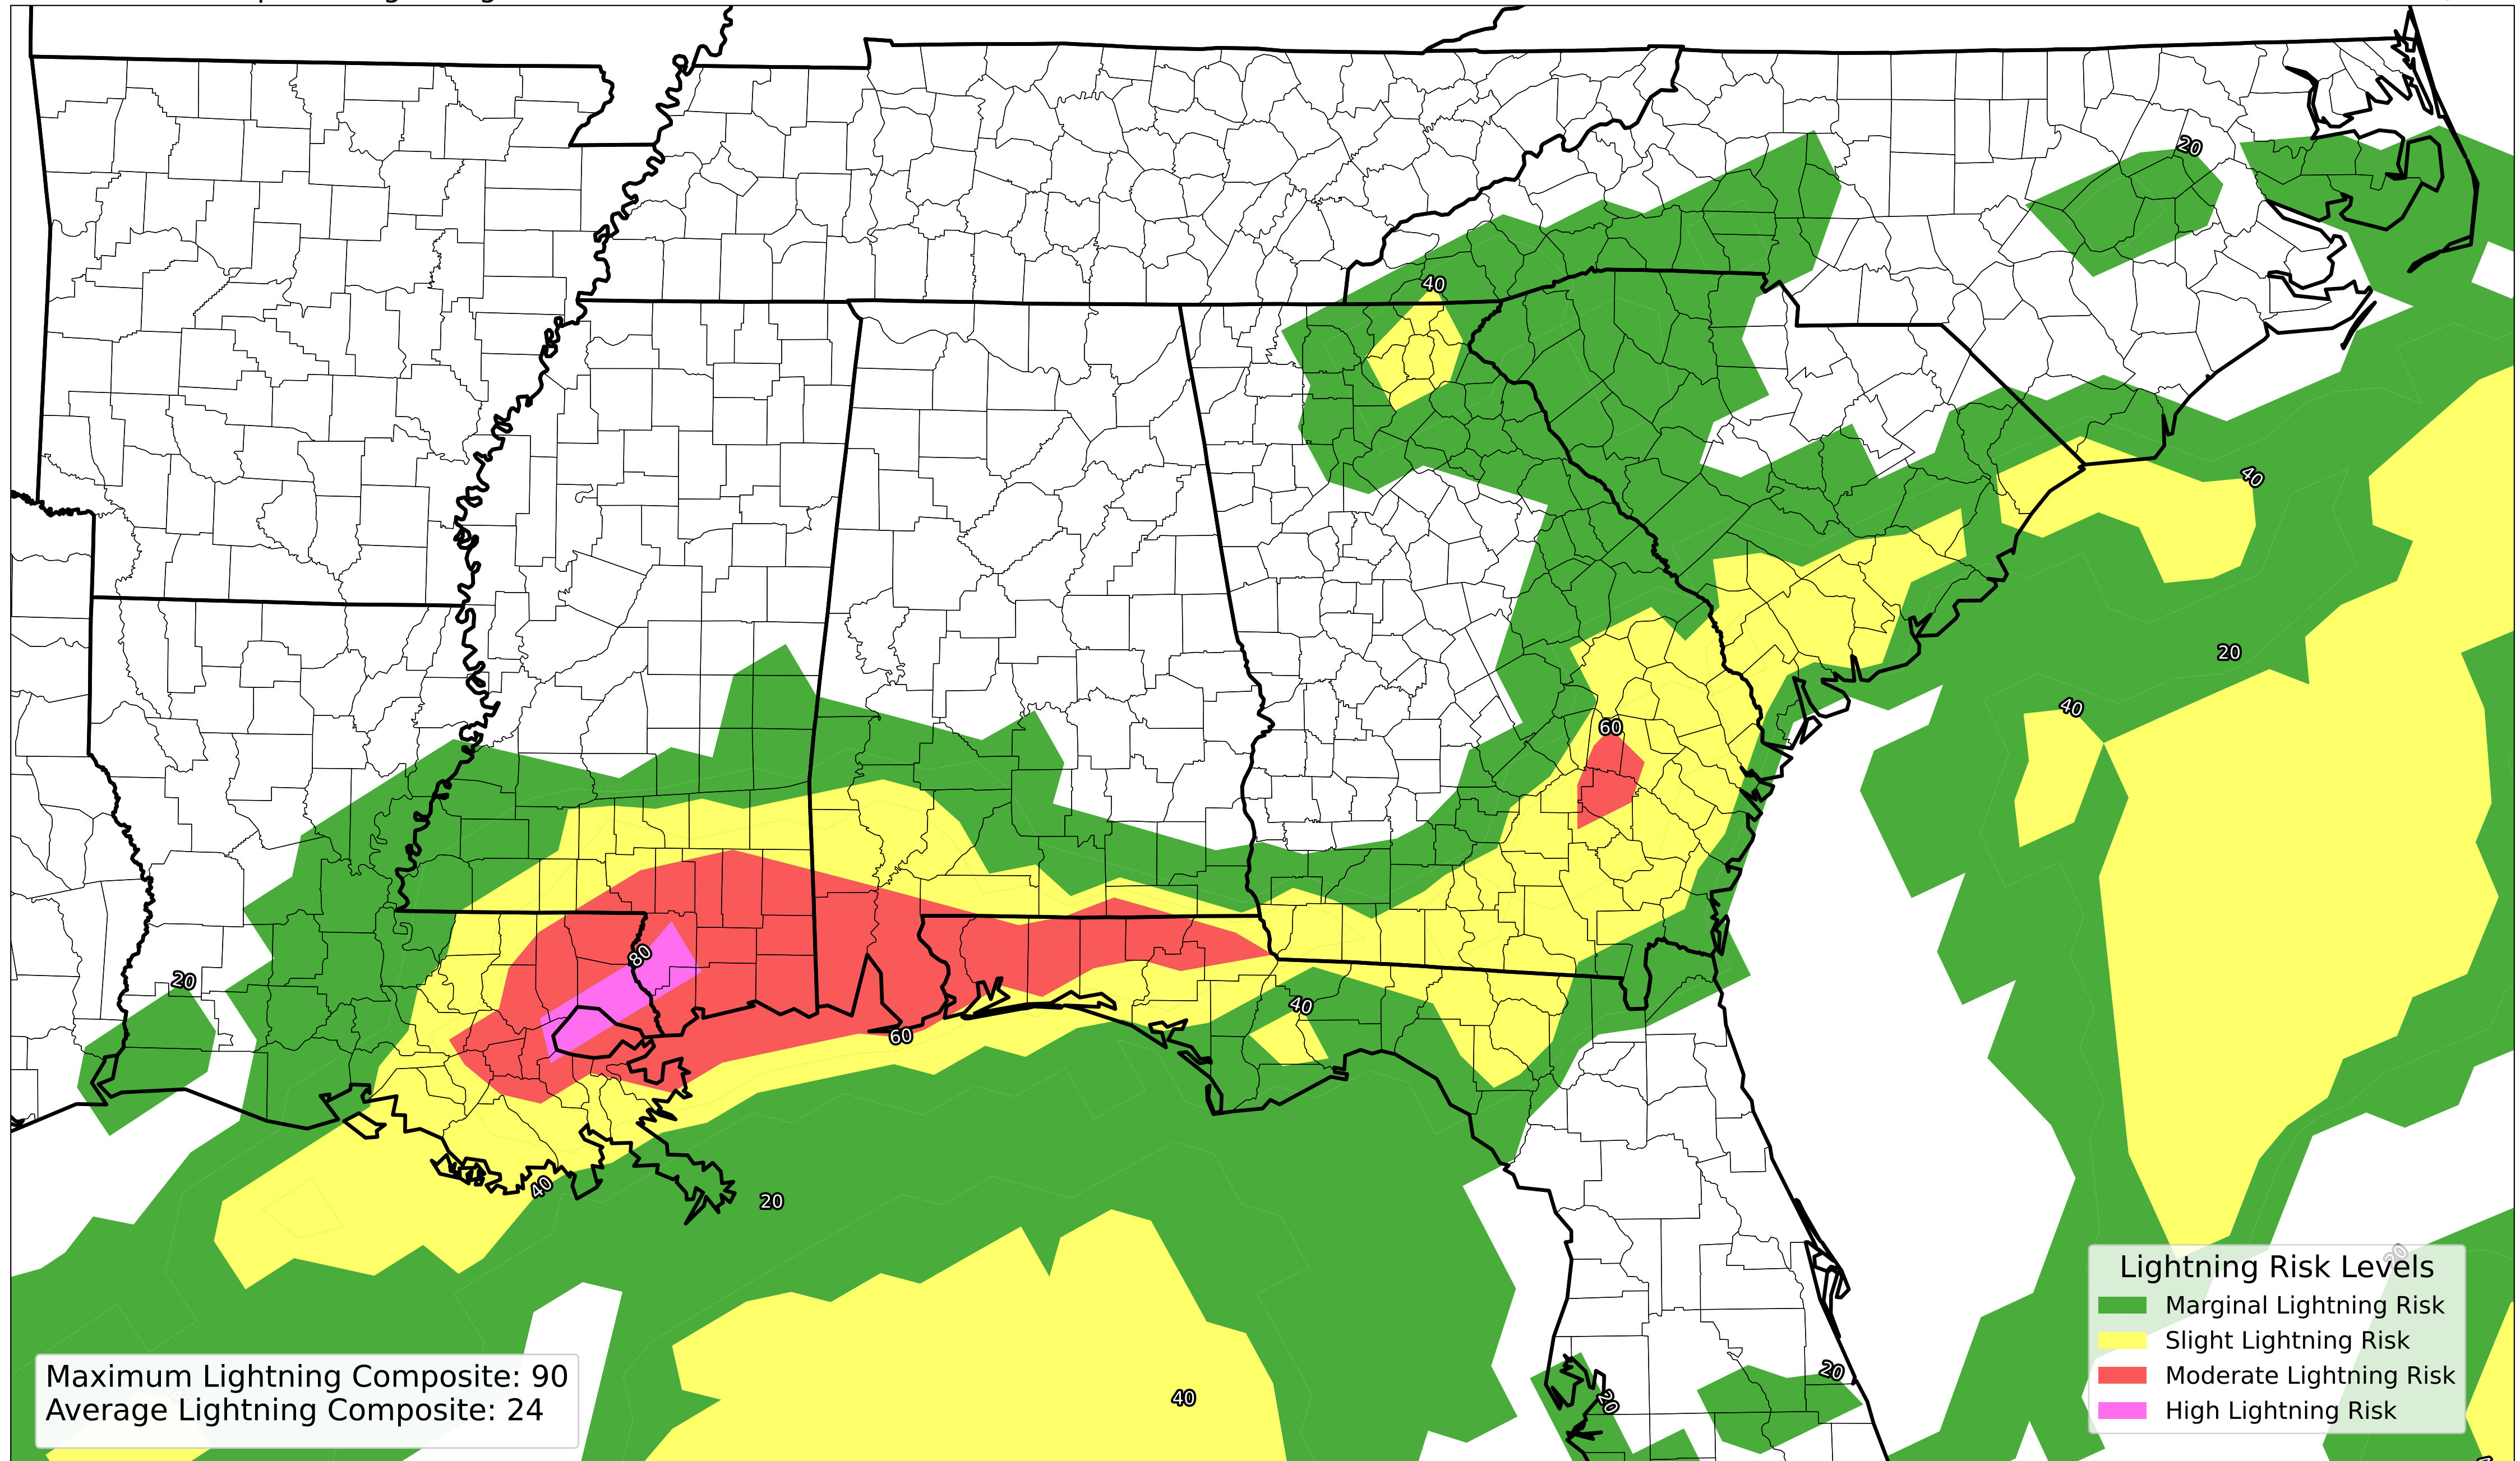 20
40
40
20
40
60
80
20
60
40
40
20
20
40
20
20
Lightning Risk Levels
Marginal Lightning Risk
Slight Lightning Risk
Moderate Lightning Risk
High Lightning Risk
Maximum Lightning Composite: 90
Average Lightning Composite: 24
20